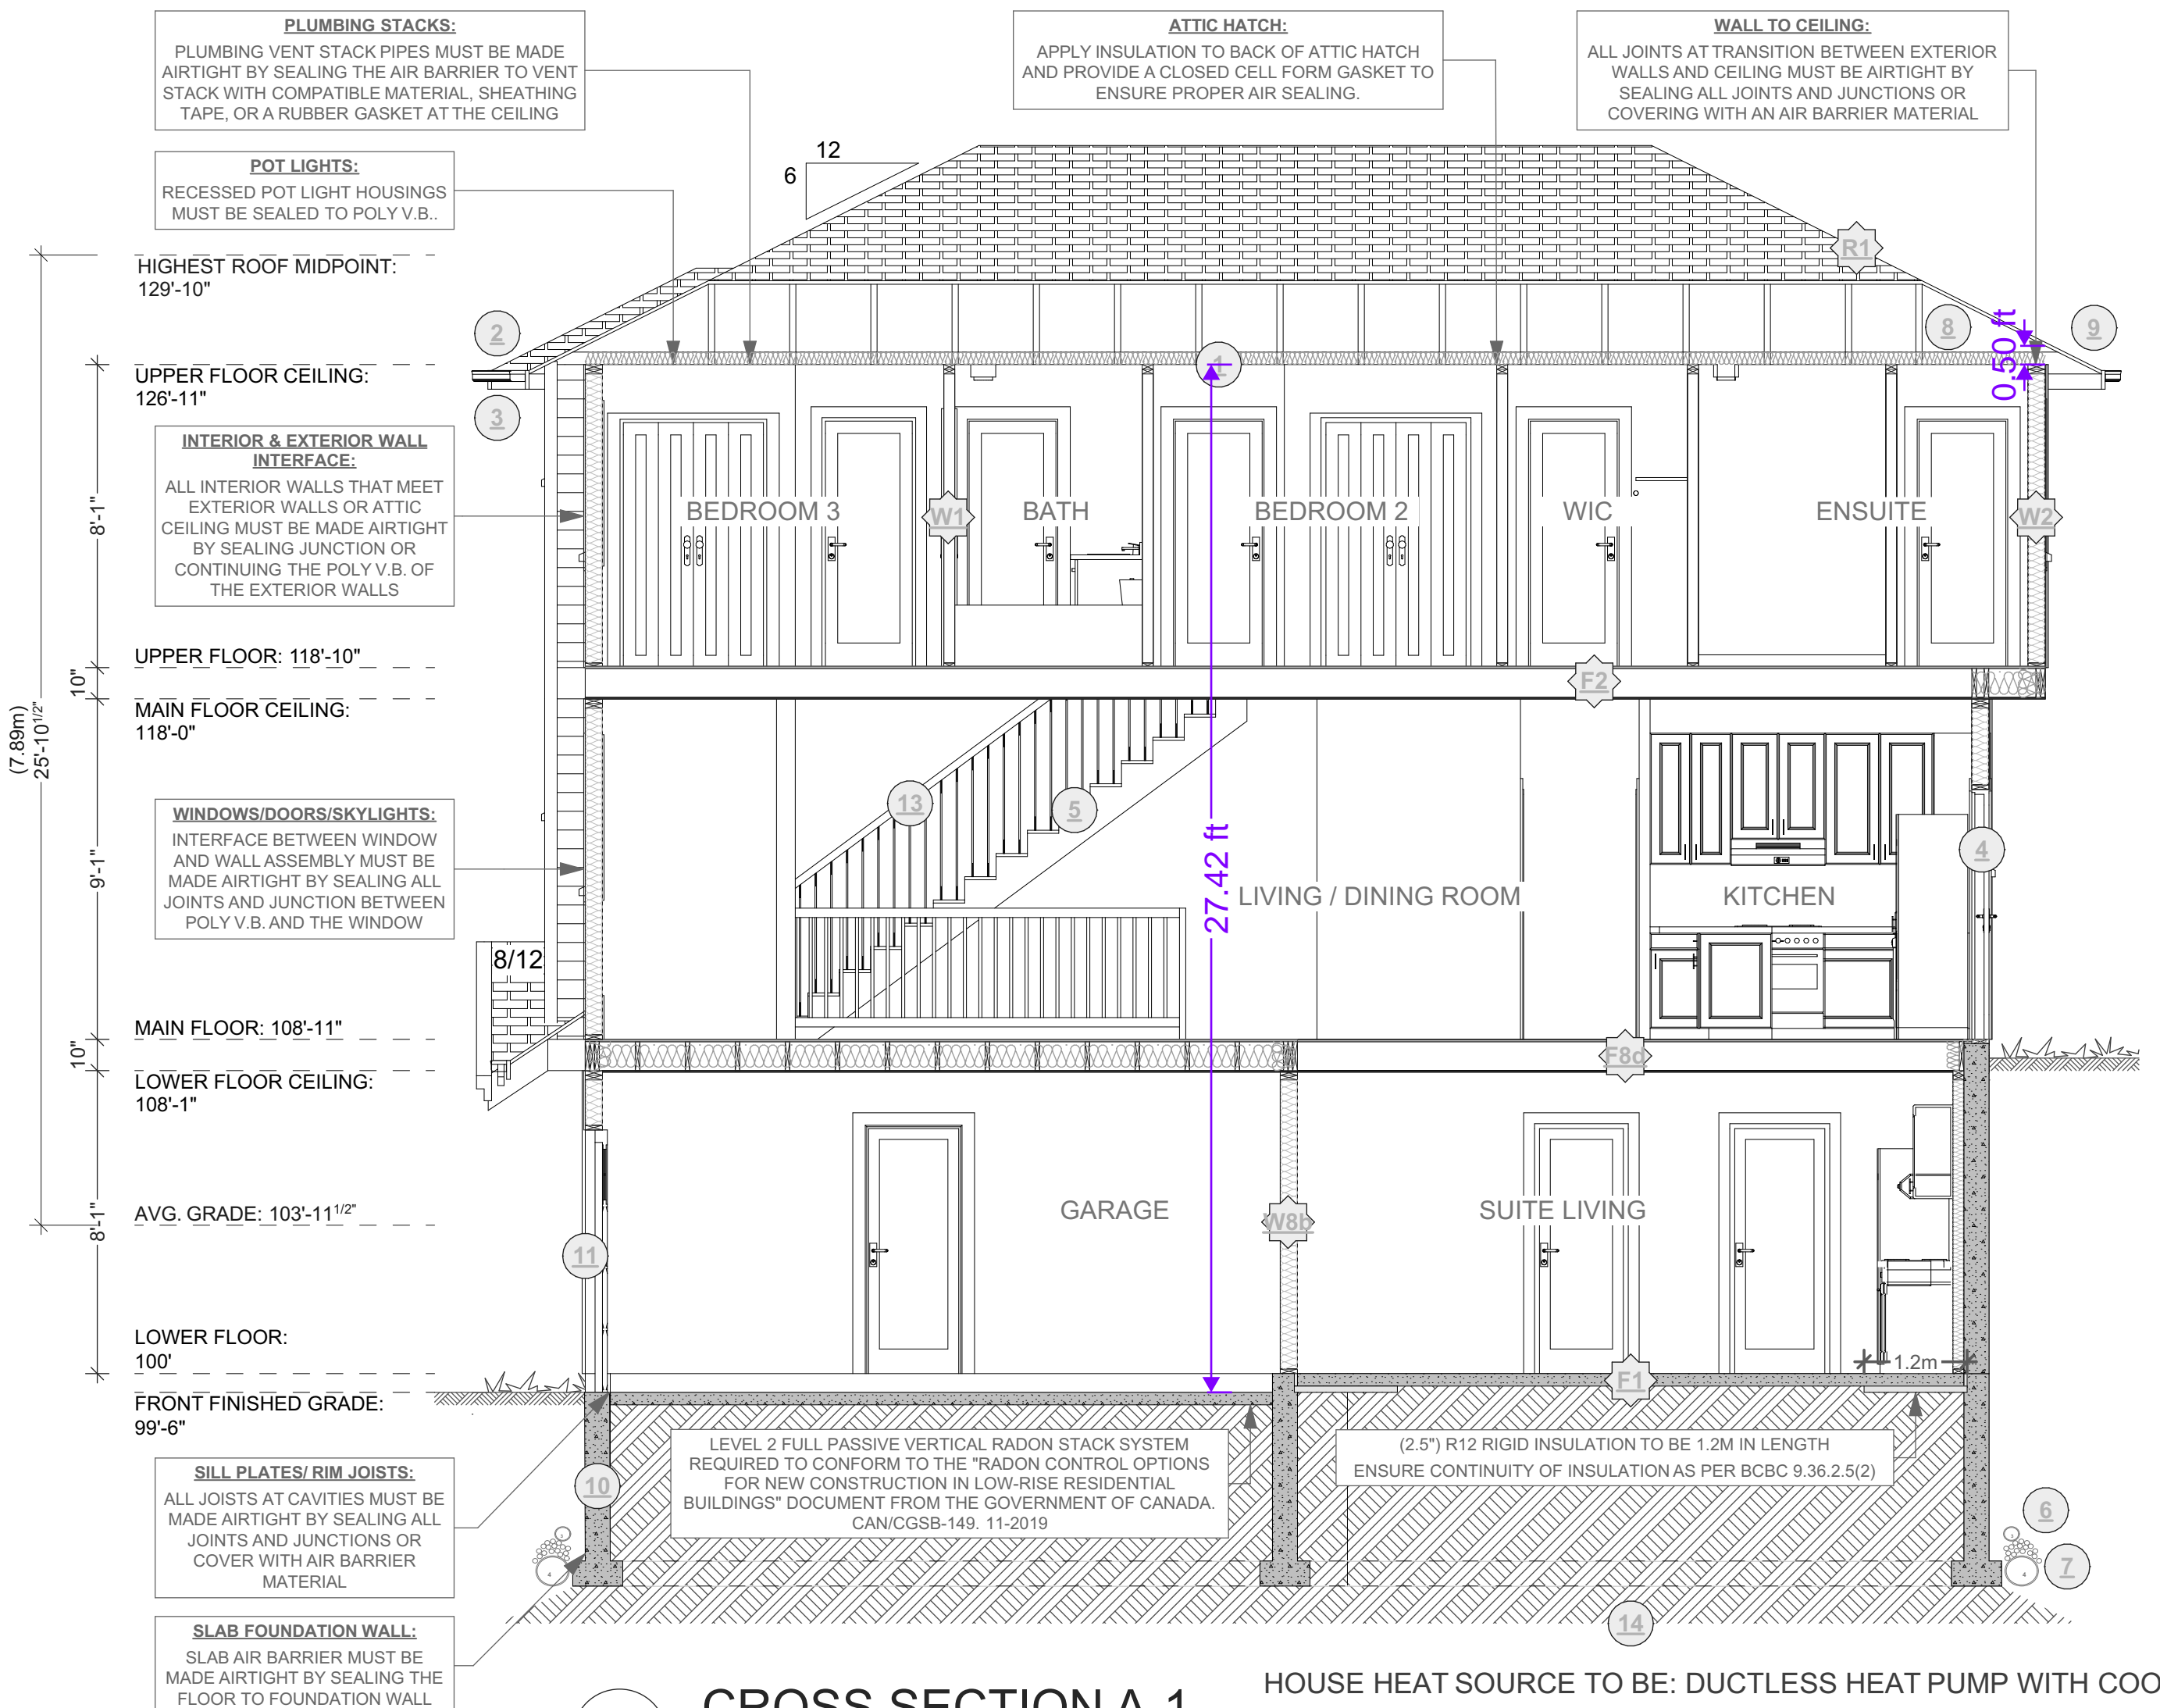 PLUMBING STACKS:
PLUMBING VENT STACK PIPES MUST BE MADE
AIRTIGHT BY SEALING THE AIR BARRIER TO VENT
STACK WITH COMPATIBLE MATERIAL, SHEATHING
TAPE, OR A RUBBER GASKET AT THE CEILING
ATTIC HATCH:
APPLY INSULATION TO BACK OF ATTIC HATCH
AND PROVIDE A CLOSED CELL FORM GASKET TO
ENSURE PROPER AIR SEALING.
WALL TO CEILING:
ALL JOINTS AT TRANSITION BETWEEN EXTERIOR
WALLS AND CEILING MUST BE AIRTIGHT BY
SEALING ALL JOINTS AND JUNCTIONS OR
COVERING WITH AN AIR BARRIER MATERIAL
POT LIGHTS:
RECESSED POT LIGHT HOUSINGS
MUST BE SEALED TO POLY V.B..
12
6
R1
HIGHEST ROOF MIDPOINT:
129'-10"
2
8
9
0.50 ft
1
UPPER FLOOR CEILING:
126'-11"
3
INTERIOR & EXTERIOR WALL
INTERFACE:
ALL INTERIOR WALLS THAT MEET
EXTERIOR WALLS OR ATTIC
CEILING MUST BE MADE AIRTIGHT
BY SEALING JUNCTION OR
CONTINUING THE POLY V.B. OF
THE EXTERIOR WALLS
8'-1"
BEDROOM 3
W1
BATH
BEDROOM 2
WIC
ENSUITE
W2
UPPER FLOOR: 118'-10"
10"
F2
MAIN FLOOR CEILING:
118'-0"
(7.89m)
25'-10 1/2"
WINDOWS/DOORS/SKYLIGHTS:
INTERFACE BETWEEN WINDOW
AND WALL ASSEMBLY MUST BE
MADE AIRTIGHT BY SEALING ALL
JOINTS AND JUNCTION BETWEEN
POLY V.B. AND THE WINDOW
9'-1"
13
5
27.42 ft
4
LIVING / DINING ROOM
KITCHEN
8/12
MAIN FLOOR: 108'-11"
10"
F8d
LOWER FLOOR CEILING:
108'-1"
8'-1"
AVG. GRADE: 103'-11 1/2"
GARAGE
W8b
SUITE LIVING
11
LOWER FLOOR:
100'
1.2m
F1
FRONT FINISHED GRADE:
99'-6"
SILL PLATES/ RIM JOISTS:
ALL JOISTS AT CAVITIES MUST BE
MADE AIRTIGHT BY SEALING ALL
JOINTS AND JUNCTIONS OR
COVER WITH AIR BARRIER
MATERIAL
10
LEVEL 2 FULL PASSIVE VERTICAL RADON STACK SYSTEM
REQUIRED TO CONFORM TO THE "RADON CONTROL OPTIONS
FOR NEW CONSTRUCTION IN LOW-RISE RESIDENTIAL
BUILDINGS" DOCUMENT FROM THE GOVERNMENT OF CANADA.
CAN/CGSB-149. 11-2019
(2.5") R12 RIGID INSULATION TO BE 1.2M IN LENGTH
ENSURE CONTINUITY OF INSULATION AS PER BCBC 9.36.2.5(2)
6
7
4
4
14
SLAB FOUNDATION WALL:
SLAB AIR BARRIER MUST BE
MADE AIRTIGHT BY SEALING THE
FLOOR TO FOUNDATION WALL
CROSS SECTION A-1
HOUSE HEAT SOURCE TO BE: DUCTLESS HEAT PUMP WITH COO